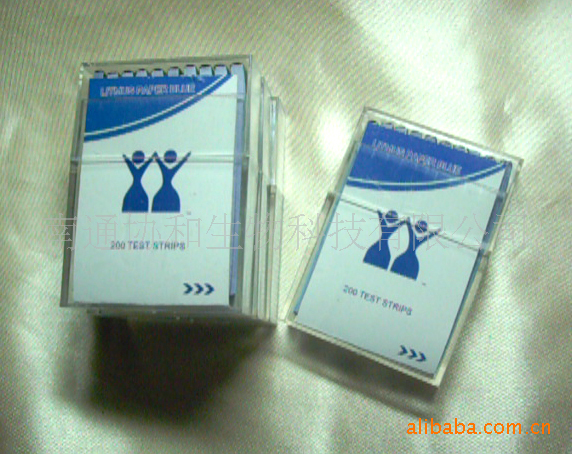 LITMUS PAPER BLUE
200 TEST STRIPS
LITMUS PAPER BLUE
200 TEST STRIPS
南通协和生物科技有限公司
alibaba.com.cn